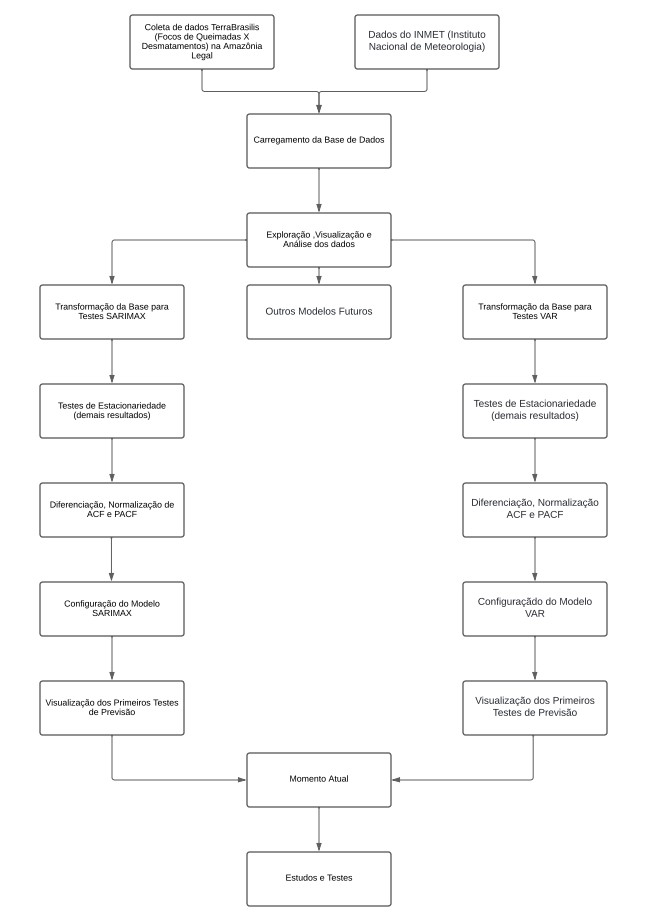 Coleta de dados TerraBrasilis
(Focos de Queimadas X
Desmatamentos) na Amazônia
Legal
Dados do INMET (Instituto
Nacional de Meteorologia)
Carregamento da Base de Dados
Exploração ,Visualização e
Análise dos dados
Transformação da Base para
Testes SARIMAX
Outros Modelos Futuros
Transformação da Base para
Testes VAR
Testes de Estacionariedade
(demais resultados)
Testes de Estacionariedade
(demais resultados)
Diferenciação, Normalização de
ACF e PACF
Diferenciação, Normalização
ACF e PACF
Configuração do Modelo
SARIMAX
Configuraçãdo do Modelo
VAR
Visualização dos Primeiros Testes
de Previsão
Visualização dos Primeiros
Testes de Previsão
Momento Atual
Estudos e Testes